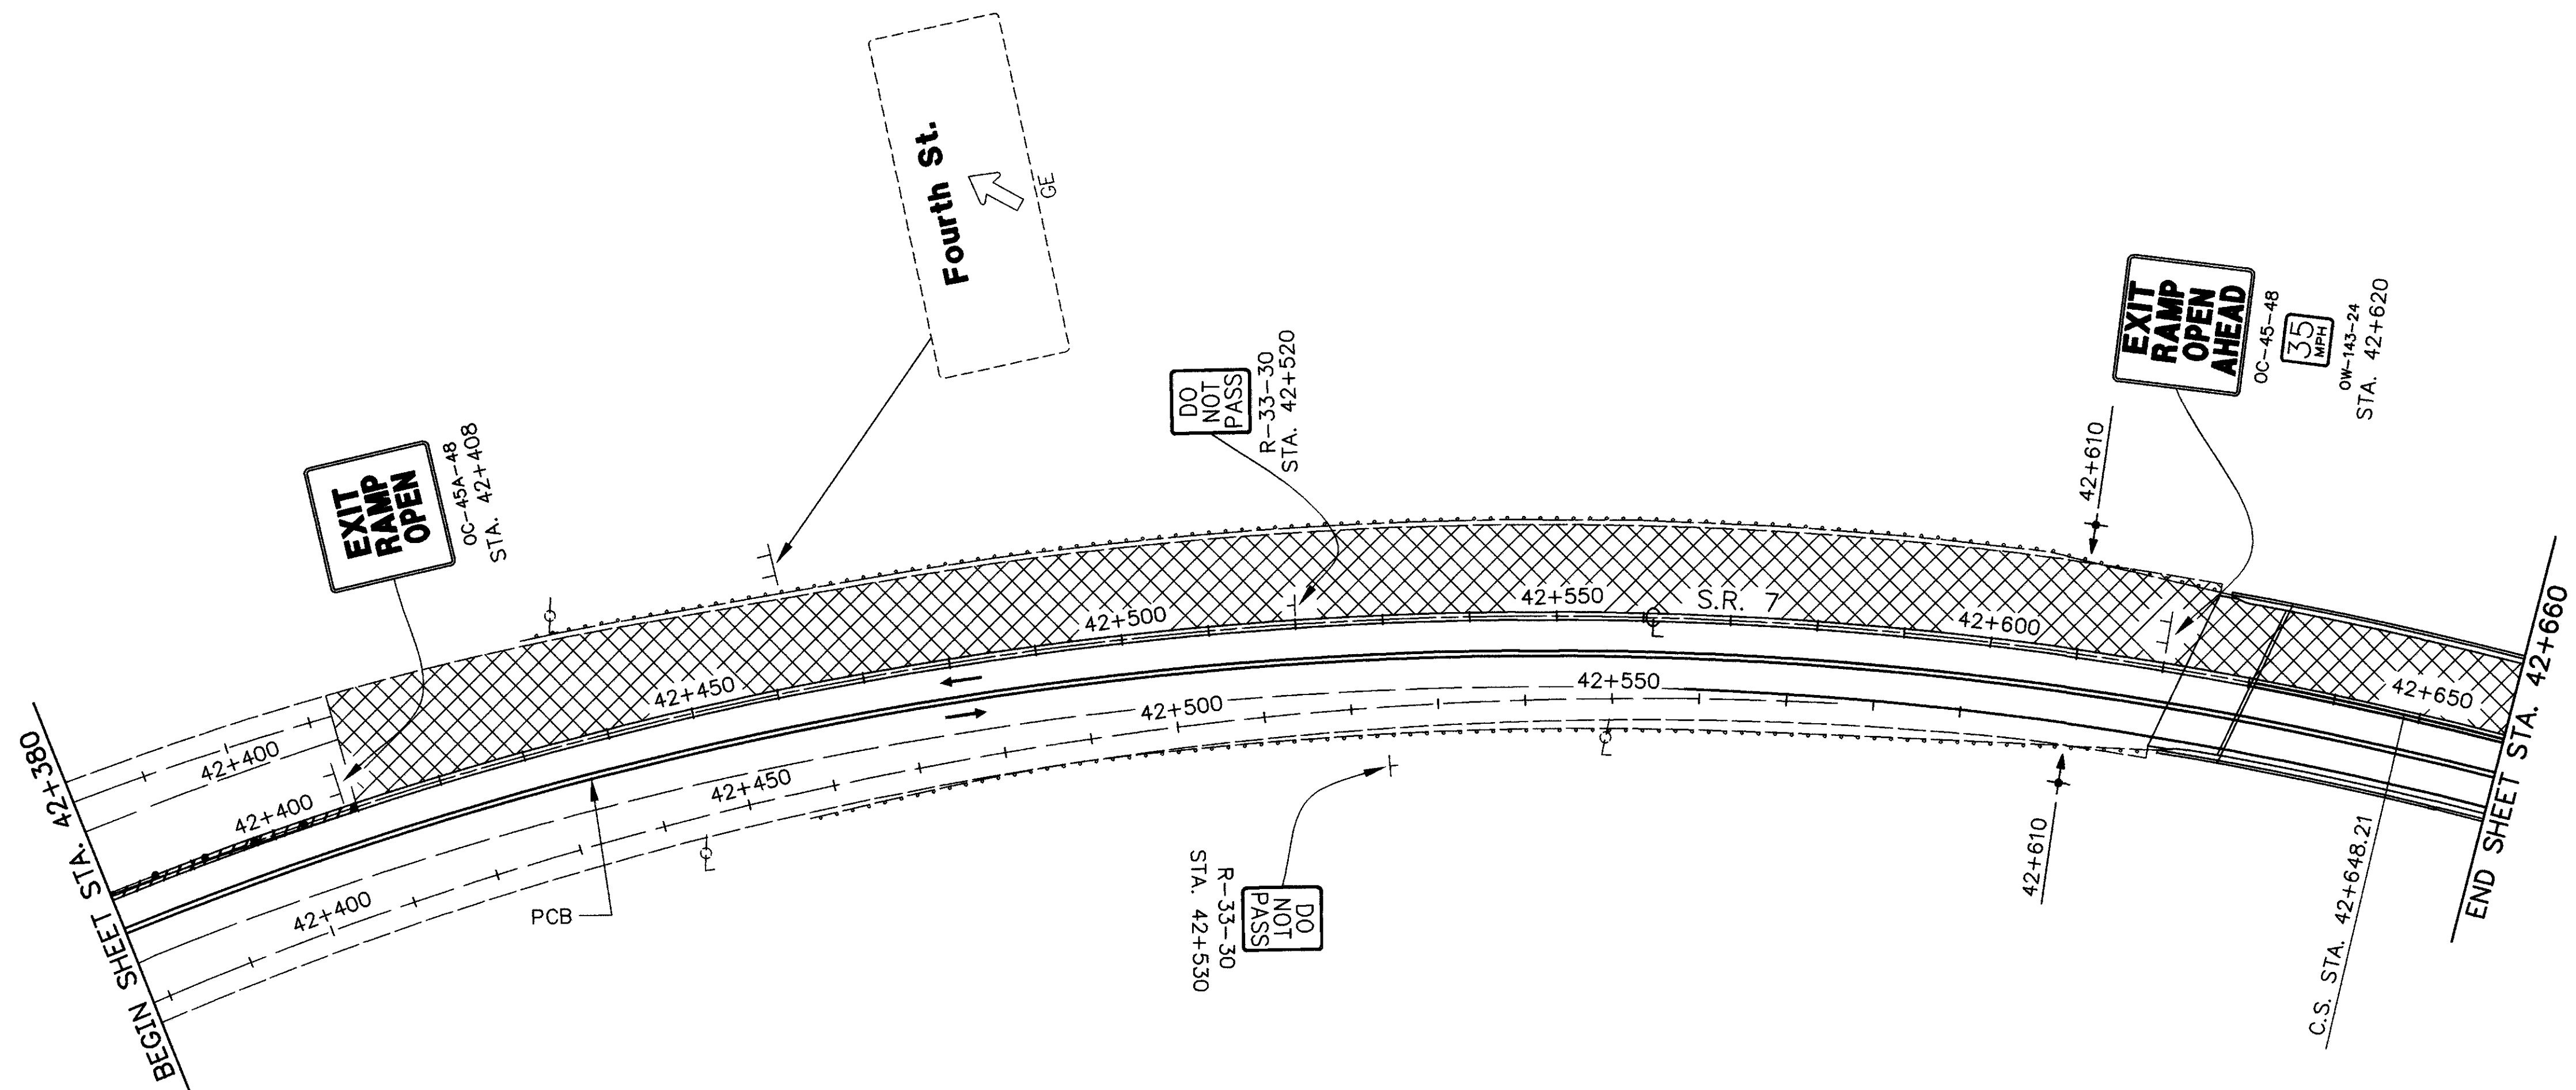 Fourth St.
GE
EXIT
RAMP
OPEN
AHEAD
OC-45-48
35
MPH
OW-143-24
STA. 42+620
DO
NOT
PASS
R-33-30
STA. 42+520
EXIT
RAMP
OPEN
OC-45A-48
STA. 42+408
42+610
42+550
S.R. 7
42+500
42+600
42+450
42+400
42+400
42+650
42+550
42+500
42+450
42+400
PCB
DO
NOT
PASS
R-33-30
STA. 42+530
42+610
C.S. STA. 42+648.21
BEGIN SHEET STA. 42+380
END SHEET STA. 42+660